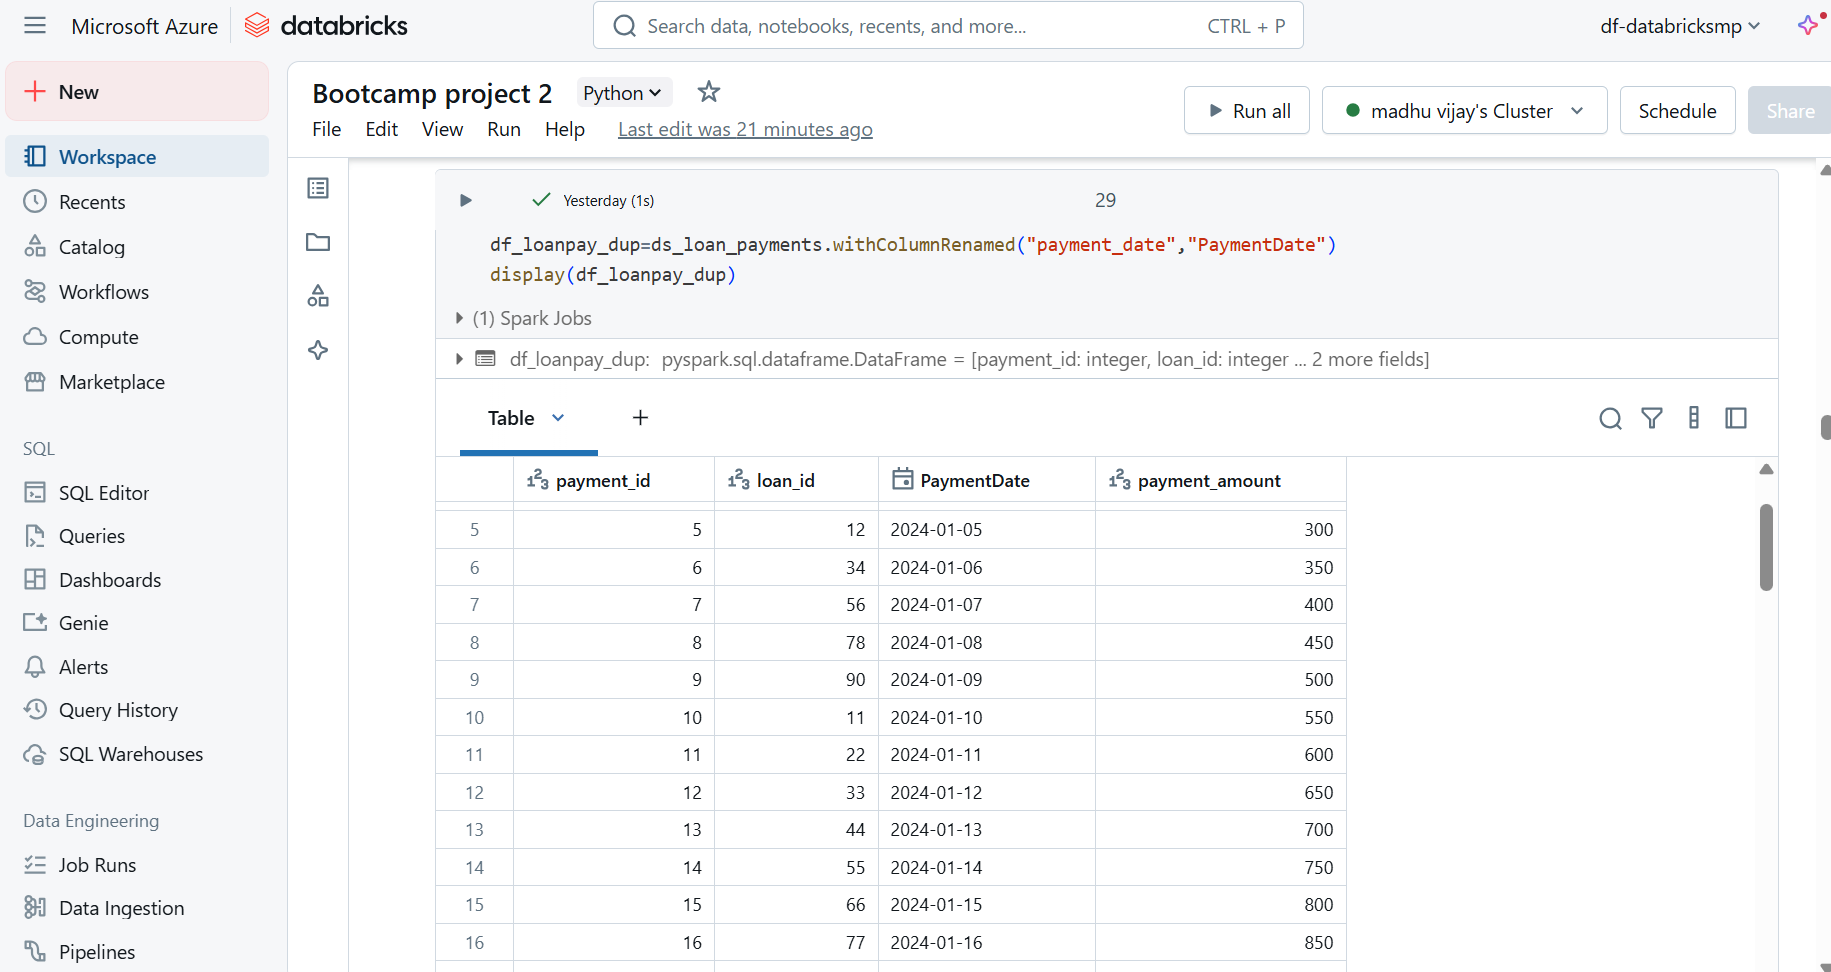 Microsoft Azure databricks Search data, notebooks, recents, and more... CTRL + P df-databricksmp
New
Workspace
Recents
Catalog
Workflows
Compute
Marketplace
SQL
SQL Editor
Queries
Dashboards
Genie
Alerts
Query History
SQL Warehouses
Data Engineering
Job Runs
Data Ingestion
Pipelines
Bootcamp project 2 Python
File Edit View Run Help Last edit was 21 minutes ago
Run all madhu vijay's Cluster Schedule Share
Yesterday (1s) 29
df_loanpay_dup=ds_loan_payments.withColumnRenamed("payment_date","PaymentDate")
display(df_loanpay_dup)
(1) Spark Jobs
df_loanpay_dup: pyspark.sql.dataframe.DataFrame = [payment_id: integer, loan_id: integer ... 2 more fields]
Table +
123 payment_id 123 loan_id PaymentDate 123 payment_amount
5 5 12 2024-01-05 300
6 6 34 2024-01-06 350
7 7 56 2024-01-07 400
8 8 78 2024-01-08 450
9 9 90 2024-01-09 500
10 10 11 2024-01-10 550
11 11 22 2024-01-11 600
12 12 33 2024-01-12 650
13 13 44 2024-01-13 700
14 14 55 2024-01-14 750
15 15 66 2024-01-15 800
16 16 77 2024-01-16 850